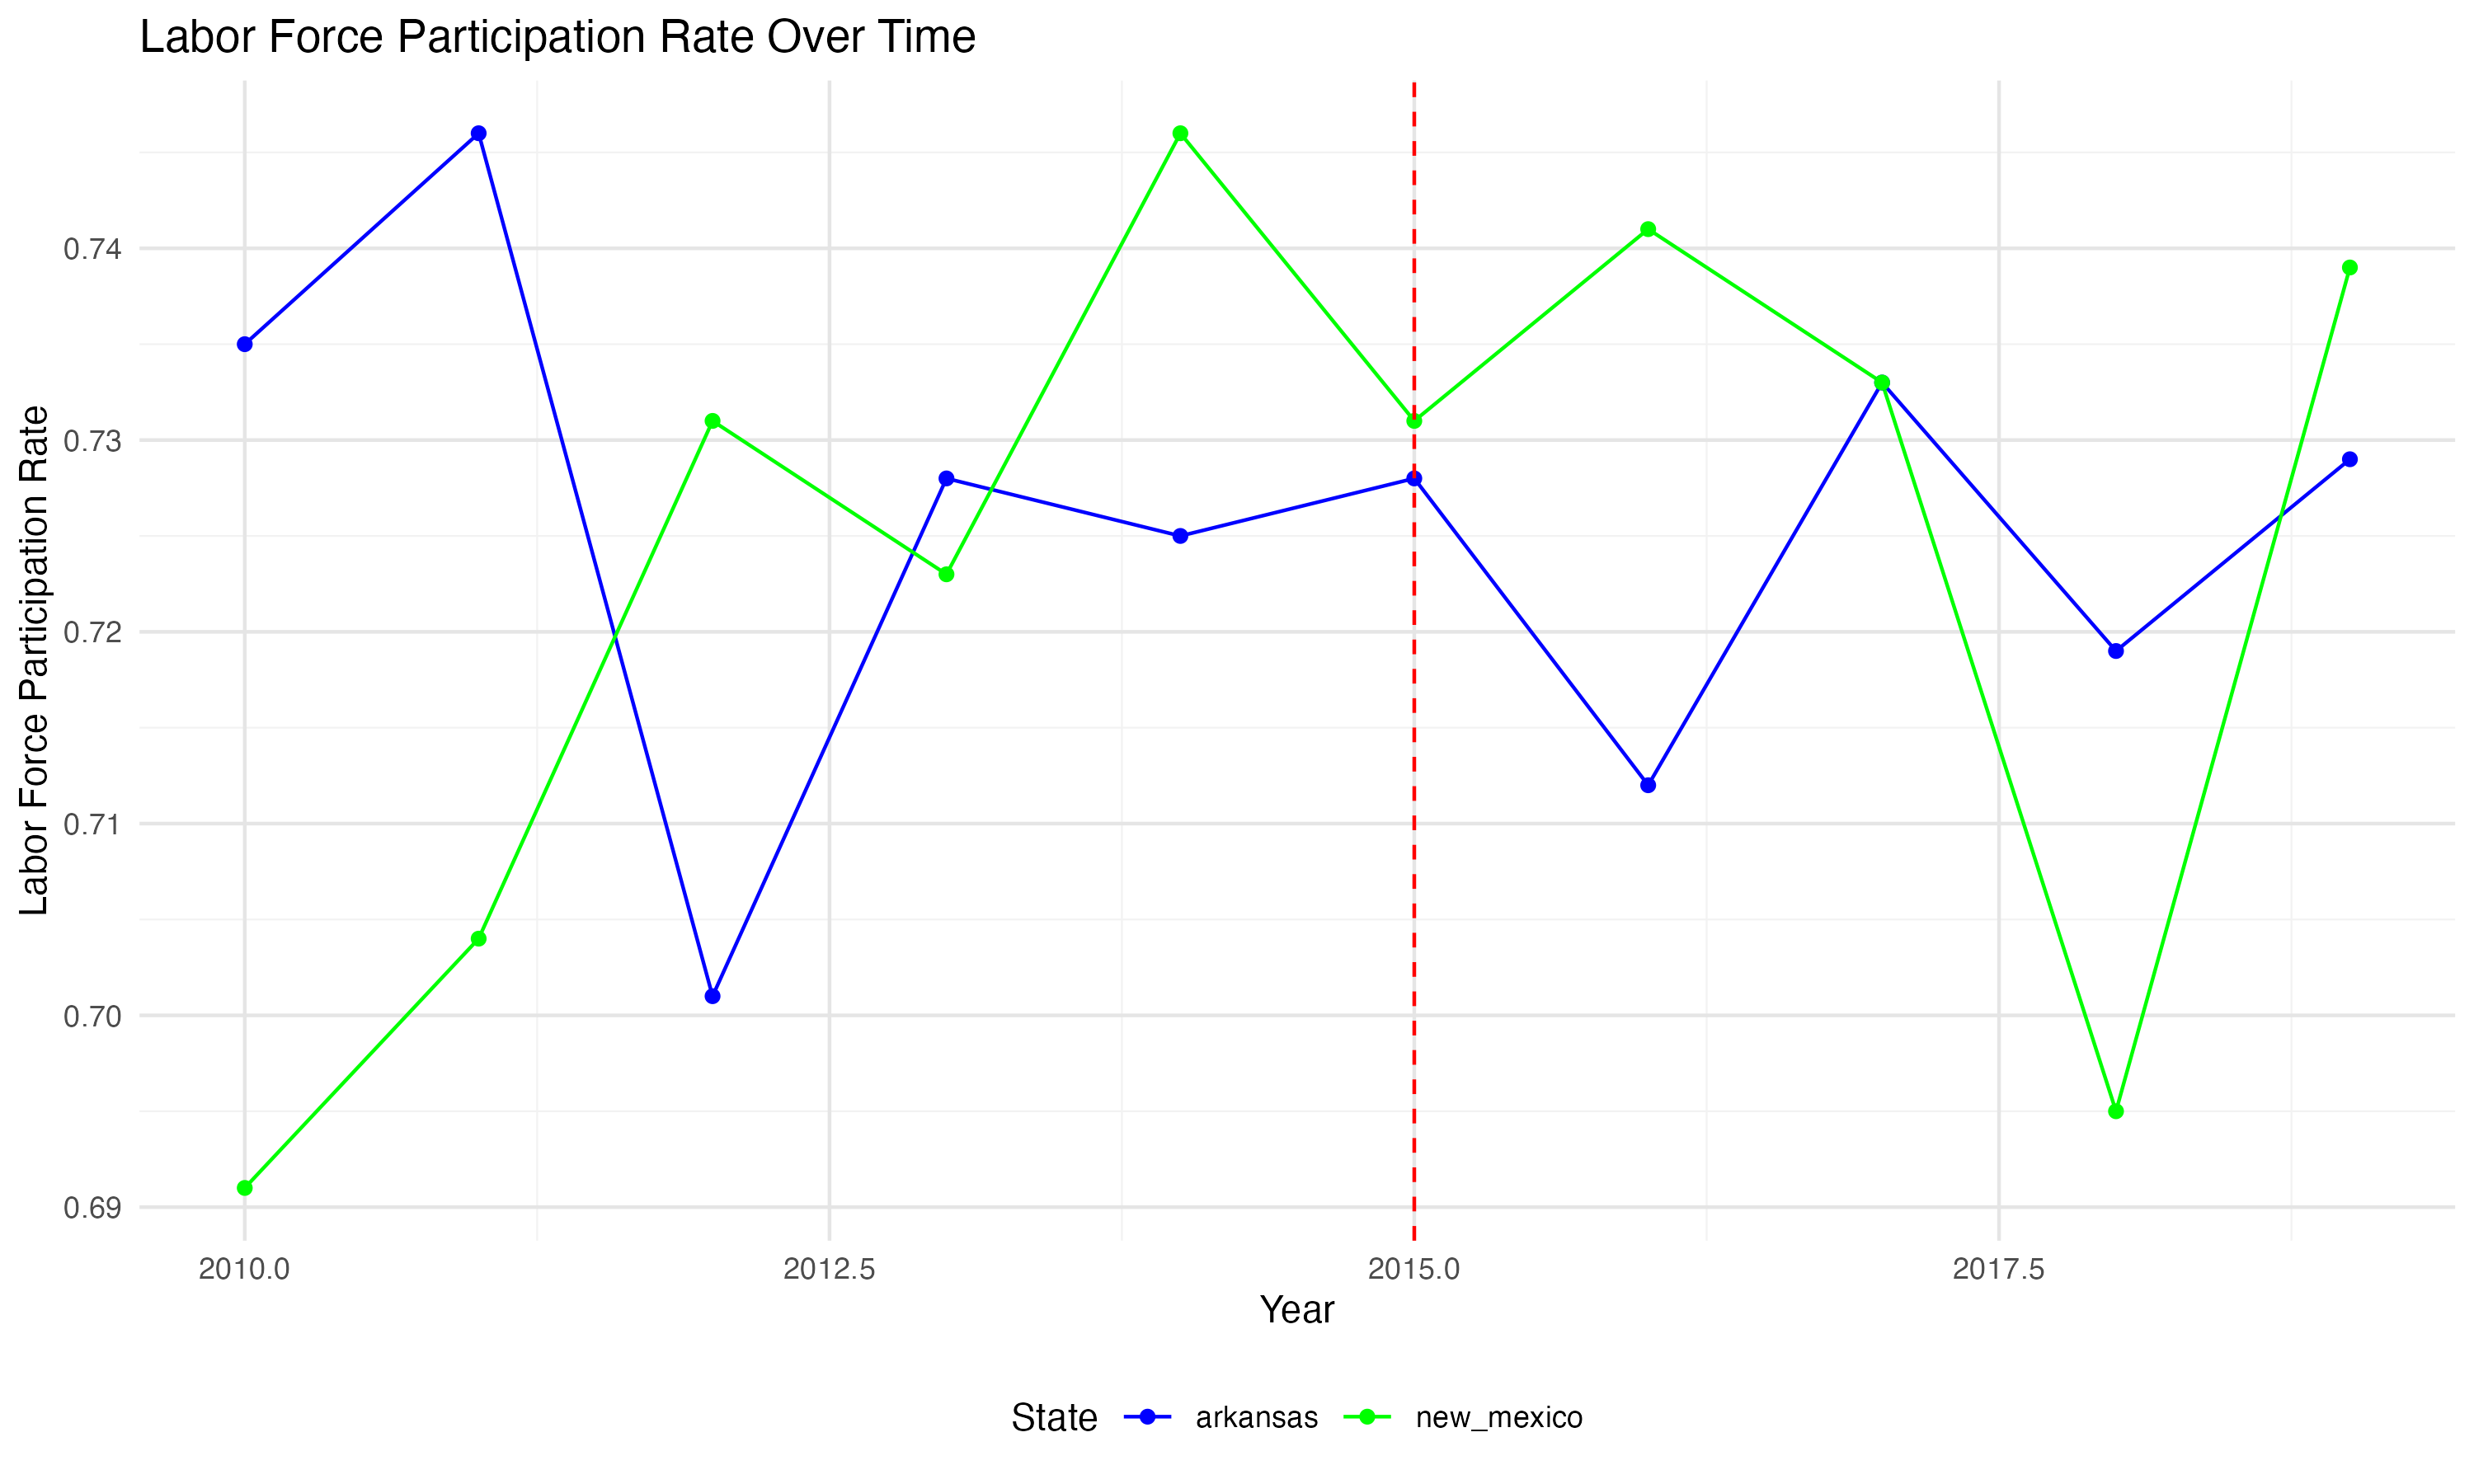 Labor Force Participation Rate Over Time
Labor Force Participation Rate
0.74
0.73
0.72
0.71
0.70
0.69
2010.0 2012.5 2015.0 2017.5
Year
State arkansas new_mexico